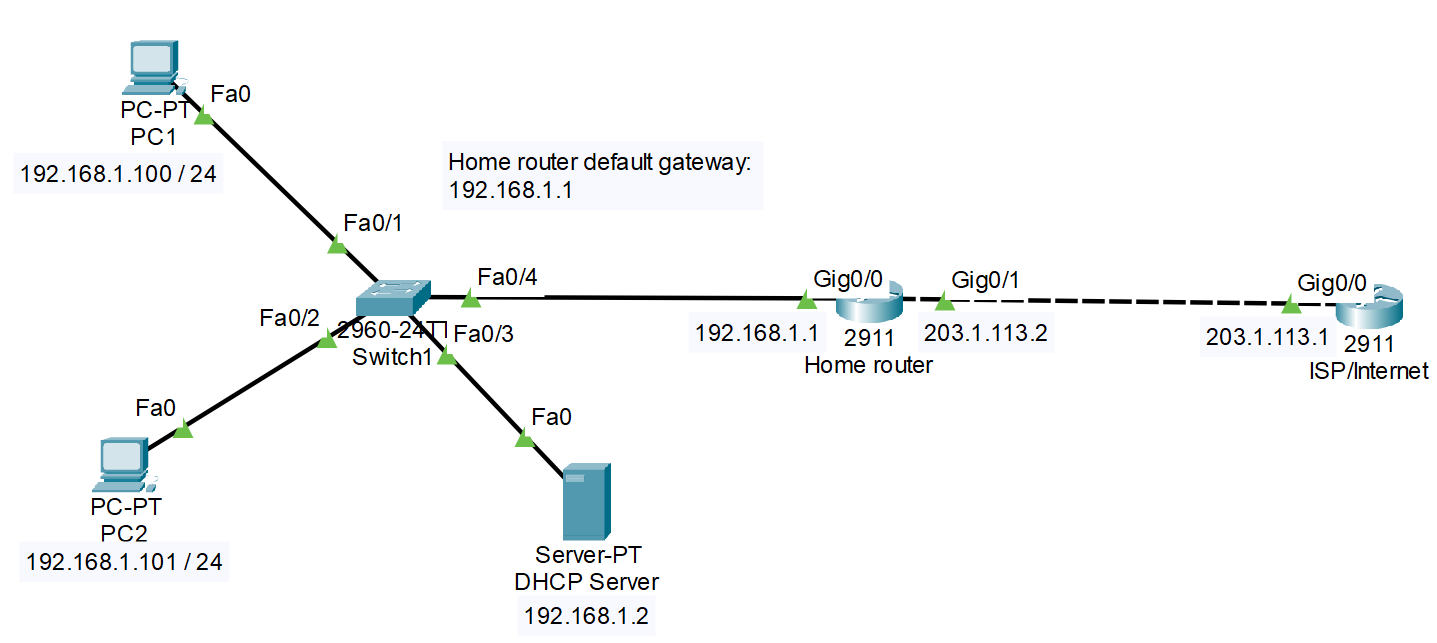 Fa0
PC-PT
PC1
192.168.1.100 / 24
Home router default gateway:
192.168.1.1
Fa0/1
Fa0/4
Gig0/0
Gig0/1
Gig0/0
Fa0/2
2960-24TT
Fa0/3
Switch1
192.168.1.1
2911
203.1.113.2
Home router
203.1.113.1
2911
ISP/Internet
Fa0
PC-PT
PC2
192.168.1.101 / 24
Fa0
Server-PT
DHCP Server
192.168.1.2